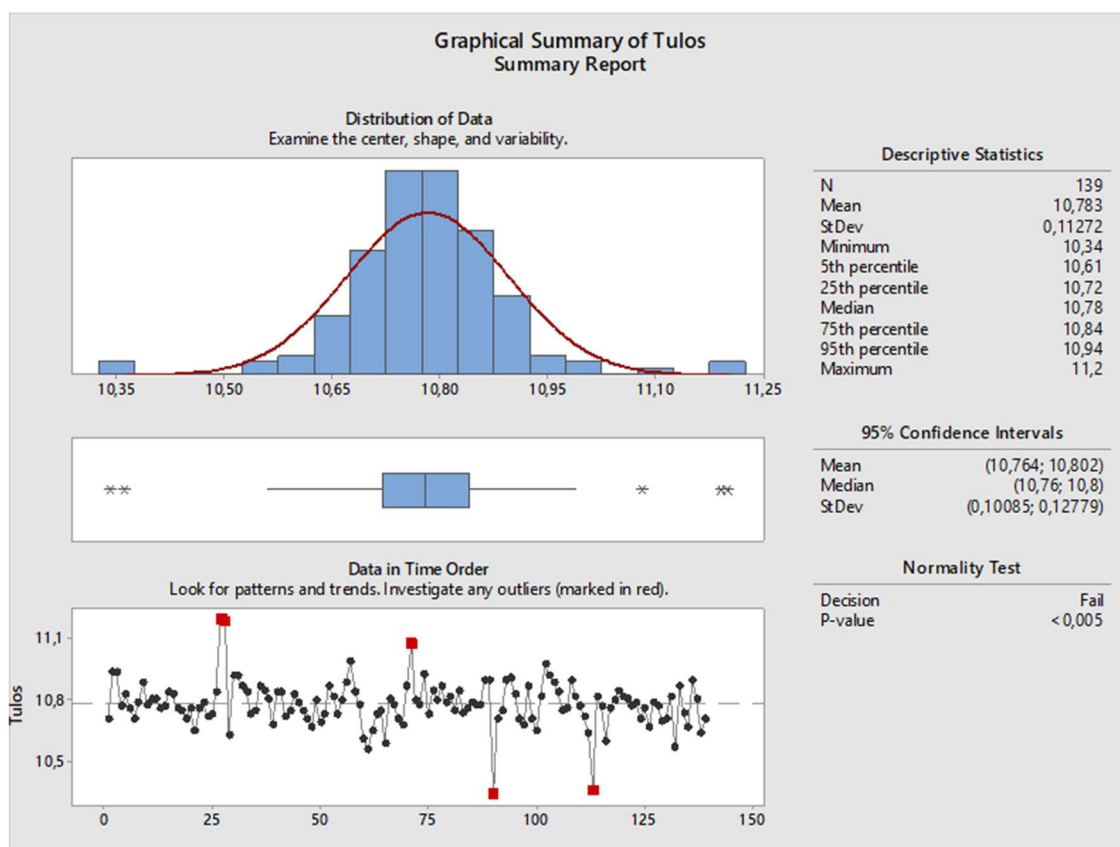 Graphical Summary of Tulos
Summary Report
Distribution of Data
Examine the center, shape, and variability.
10,35 10,50 10,65 10,80 10,95 11,10 11,25
Descriptive Statistics
N 139
Mean 10,783
StDev 0,11272
Minimum 10,34
5th percentile 10,61
25th percentile 10,72
Median 10,78
75th percentile 10,84
95th percentile 10,94
Maximum 11,2
95% Confidence Intervals
Mean (10,764; 10,802)
Median (10,76; 10,8)
StDev (0,10085; 0,12779)
Data in Time Order
Look for patterns and trends. Investigate any outliers (marked in red).
Tulos
11,1
10,8
10,5
0 25 50 75 100 125 150
Normality Test
Decision Fail
P-value <0,005